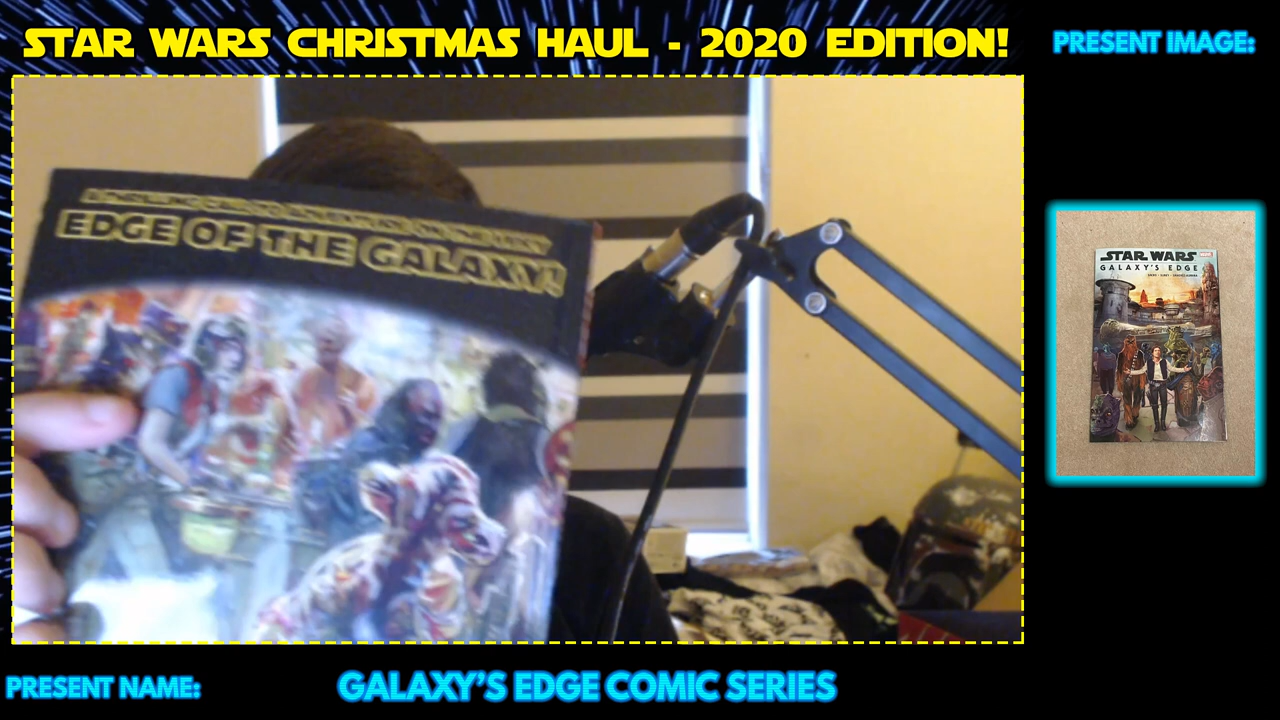 STAR WARS CHRISTMAS HAUL - 2020 EDITION!
PRESENT IMAGE:
EDGE OF THE GALAXY!
STAR WARS
GALAXY'S EDGE
PRESENT NAME:
GALAXY'S EDGE COMIC SERIES